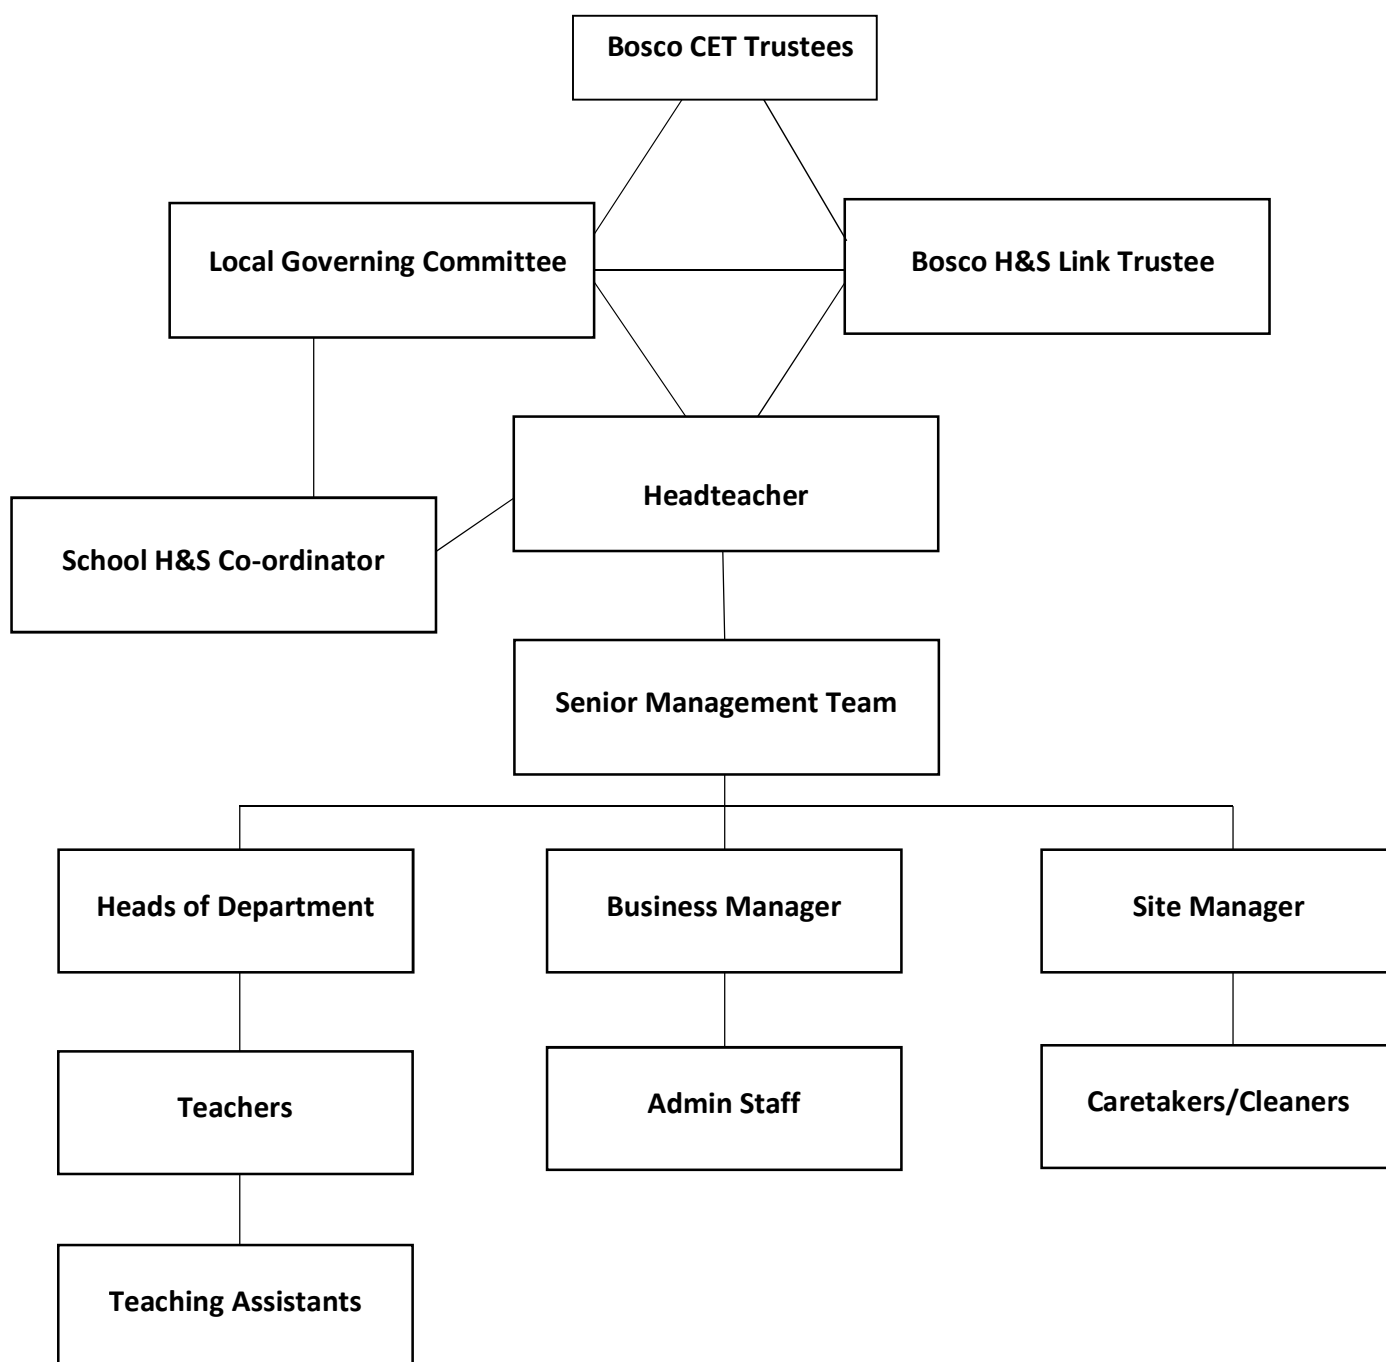 Bosco CET Trustees
Local Governing Committee
Bosco H&S Link Trustee
Headteacher
School H&S Co-ordinator
Senior Management Team
Heads of Department
Business Manager
Site Manager
Teachers
Admin Staff
Caretakers/Cleaners
Teaching Assistants